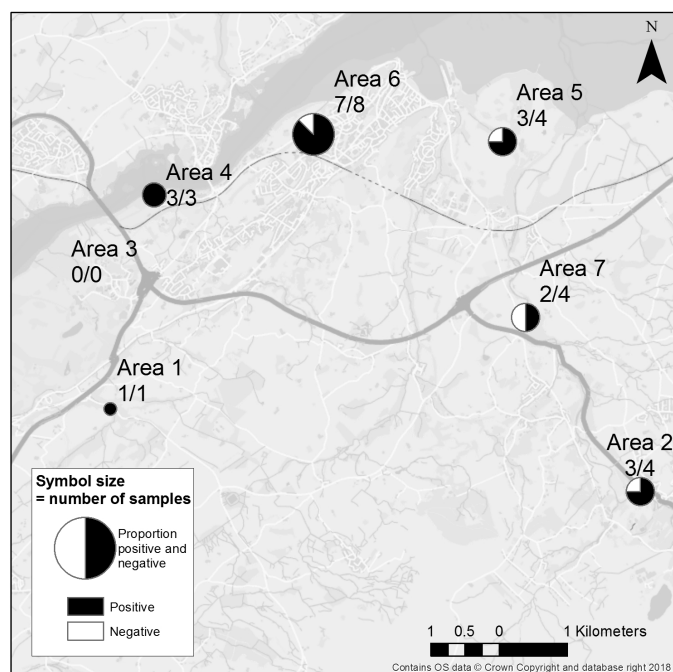 N
Area 6
7/8
Area 5
3/4
Area 4
3/3
Area 3
0/0
Area 7
2/4
Area 1
1/1
Area 2
3/4
Symbol size
= number of samples
Proportion
positive and
negative
Positive
Negative
1 0.5 0 1 Kilometers
Contains OS data © Crown Copyright and database right 2018